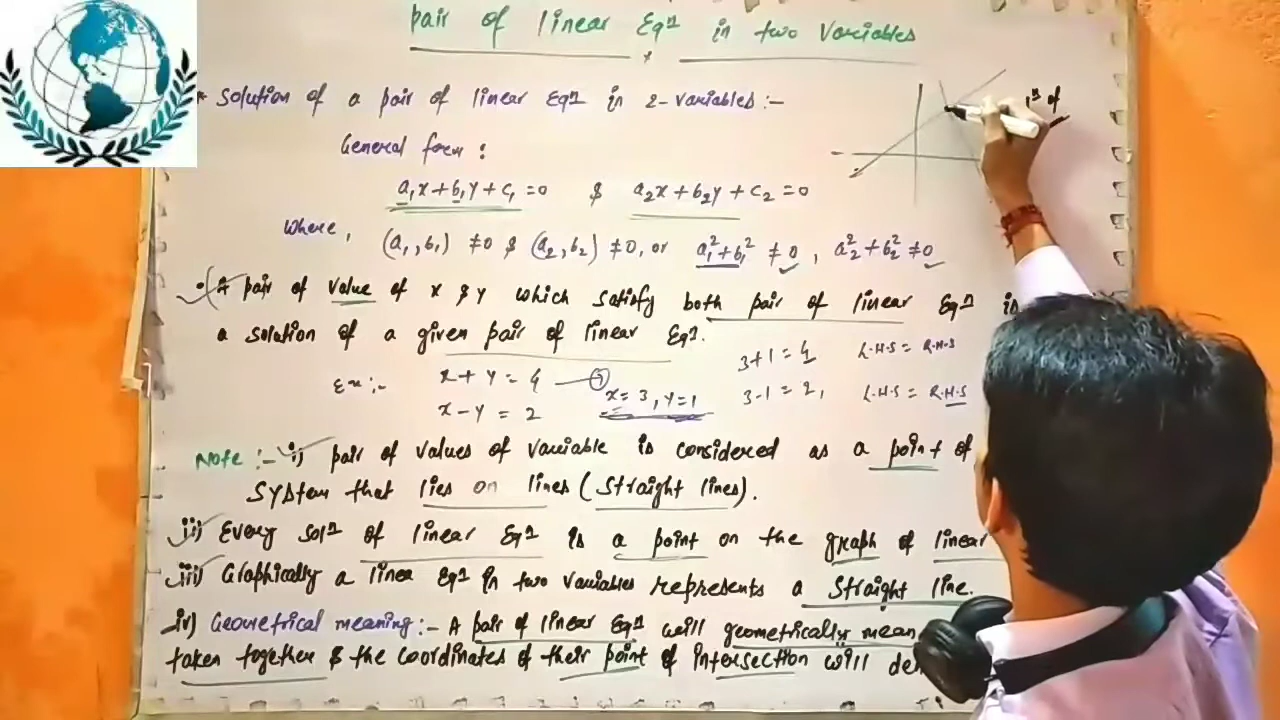 pair of linear Eqn in two variables
* Solution of a pair of linear Eqn in 2-variables:-
General form:
a₁x+b₁y+c₁=0 & a₂x+b₂y+c₂=0
Where, (a₁,b₁) ≠0 & (a₂,b₂) ≠0, or a₁²+b₁² ≠0, a₂²+b₂² ≠0
• A pair of value of x & y which satisfy both pair of linear Eqn is
a solution of a given pair of linear Eqn.
3+1=4 L.H.S = R.H.S
Ex:- x+y=4 x=3, y=1
x-y=2 3-1=2, L.H.S = R.H.S
Note:- i) pair of values of variable is considered as a point of
System that lies on lines (Straight lines).
ii) Every soln of linear Eqn is a point on the graph of linear
iii) Graphically a linea Eqn in two variables represents a straight line.
iv) Geometrical meaning:- A pair of linear Eqn will geometrically mean
taken together & the coordinates of their point of intersection will
of